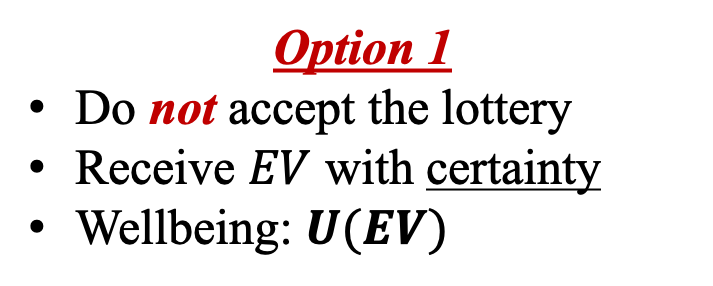 Option 1
• Do not accept the lottery
• Receive EV with certainty
• Wellbeing: U(EV)